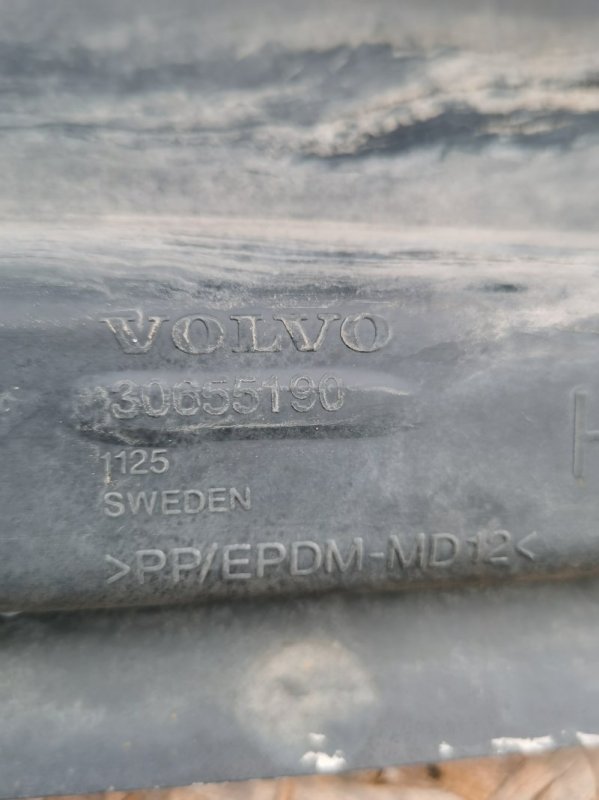 VOLVO
30655190
H
1125
SWEDEN
>PP/EPDM-MD12<